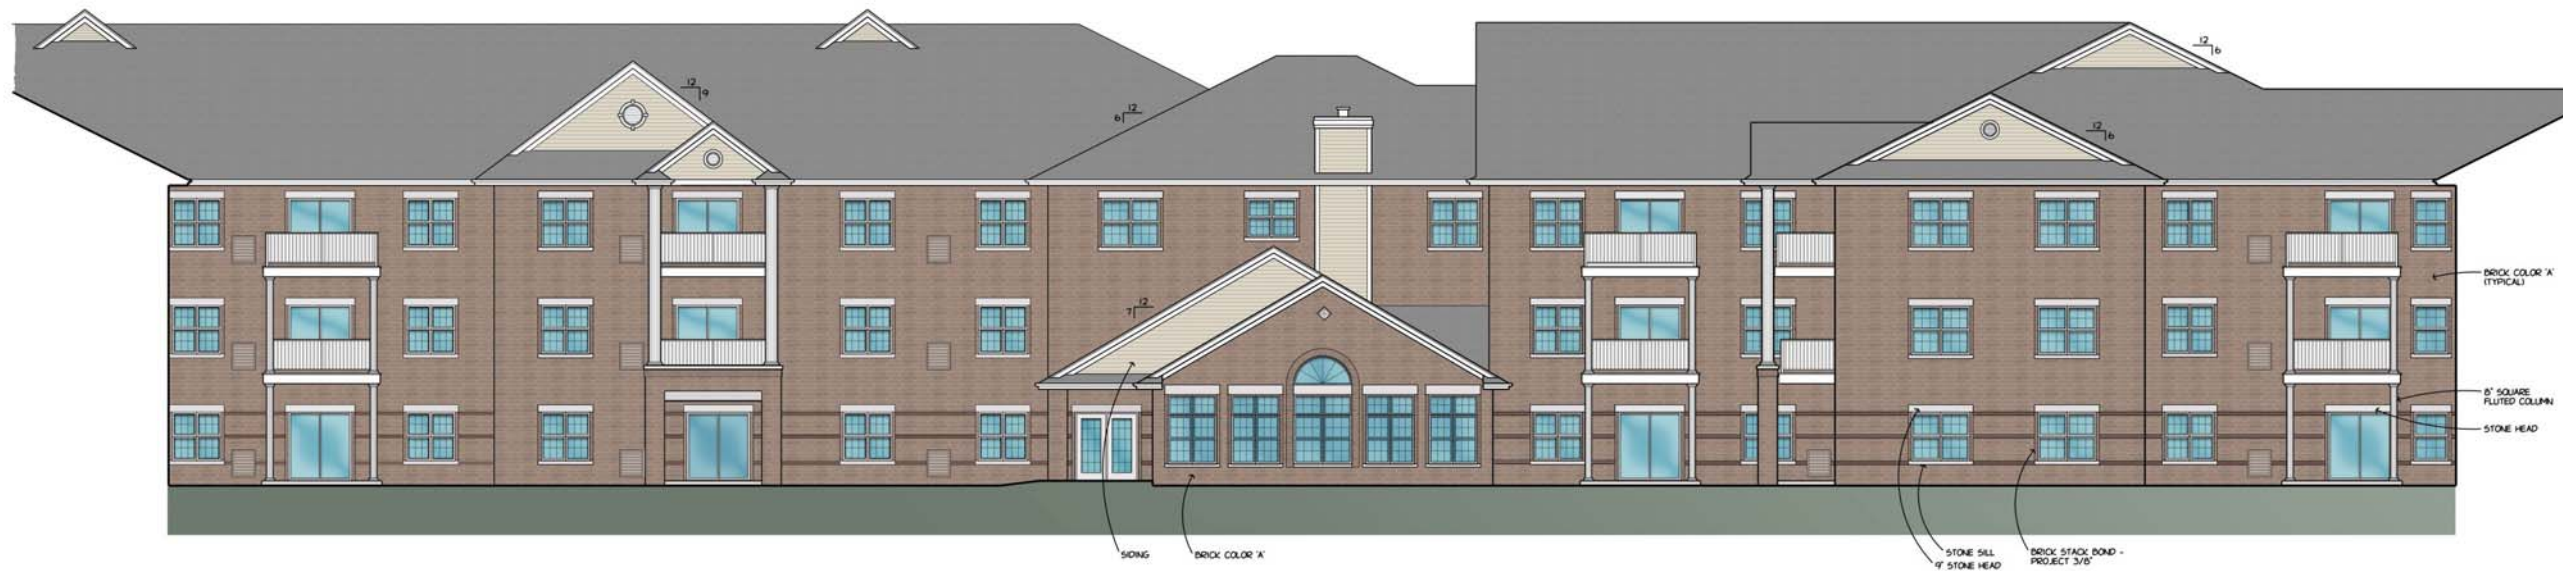 12
9
12
6
12
6
12
6
12
7
BRICK COLOR 'A'
(TYPICAL)
8" SQUARE
FLUTED COLUMN
STONE HEAD
SIDING
BRICK COLOR 'A'
STONE SILL
9" STONE HEAD
BRICK STACK BOND -
PROJECT 3/8"